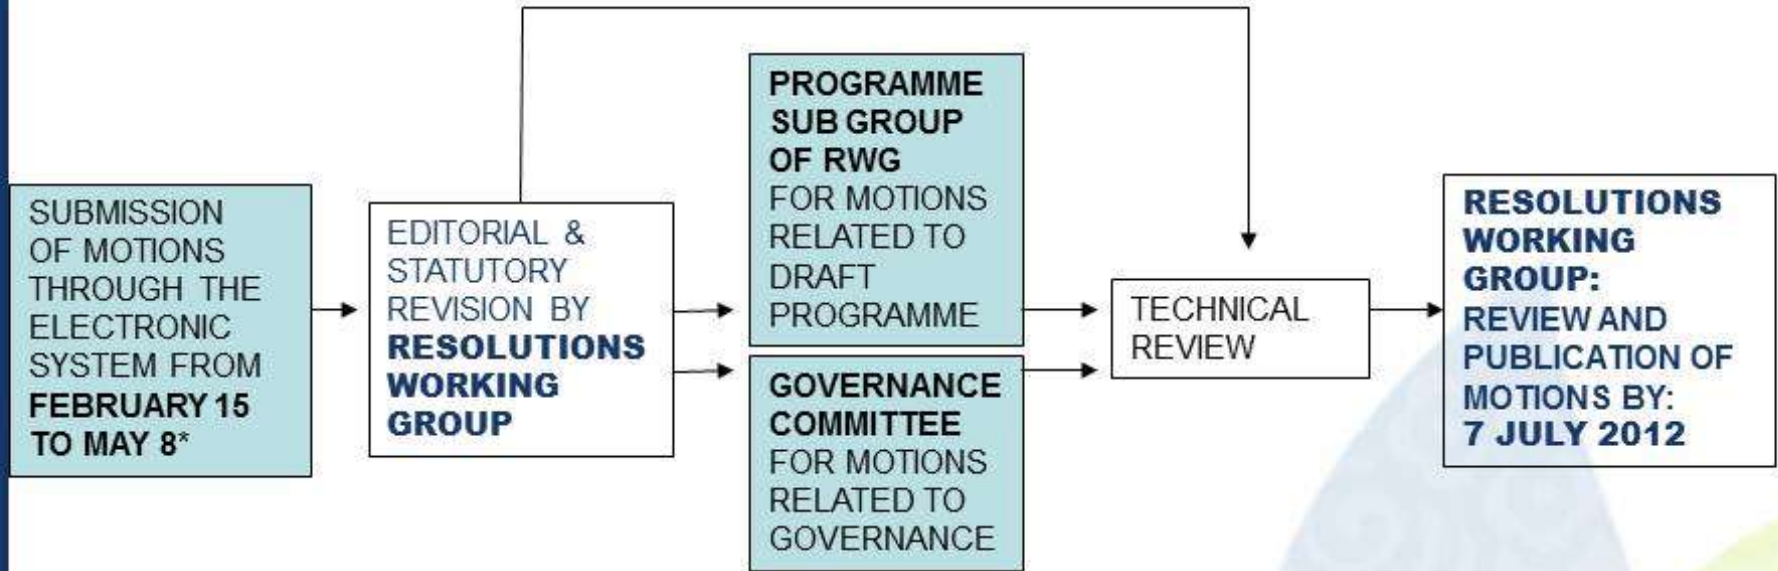 SUBMISSION
OF MOTIONS
THROUGH THE
ELECTRONIC
SYSTEM FROM
FEBRUARY 15
TO MAY 8*
EDITORIAL &
STATUTORY
REVISION BY
RESOLUTIONS
WORKING
GROUP
PROGRAMME
SUB GROUP
OF RWG
FOR MOTIONS
RELATED TO
DRAFT
PROGRAMME
GOVERNANCE
COMMITTEE
FOR MOTIONS
RELATED TO
GOVERNANCE
TECHNICAL
REVIEW
RESOLUTIONS
WORKING
GROUP:
REVIEW AND
PUBLICATION OF
MOTIONS BY:
7 JULY 2012